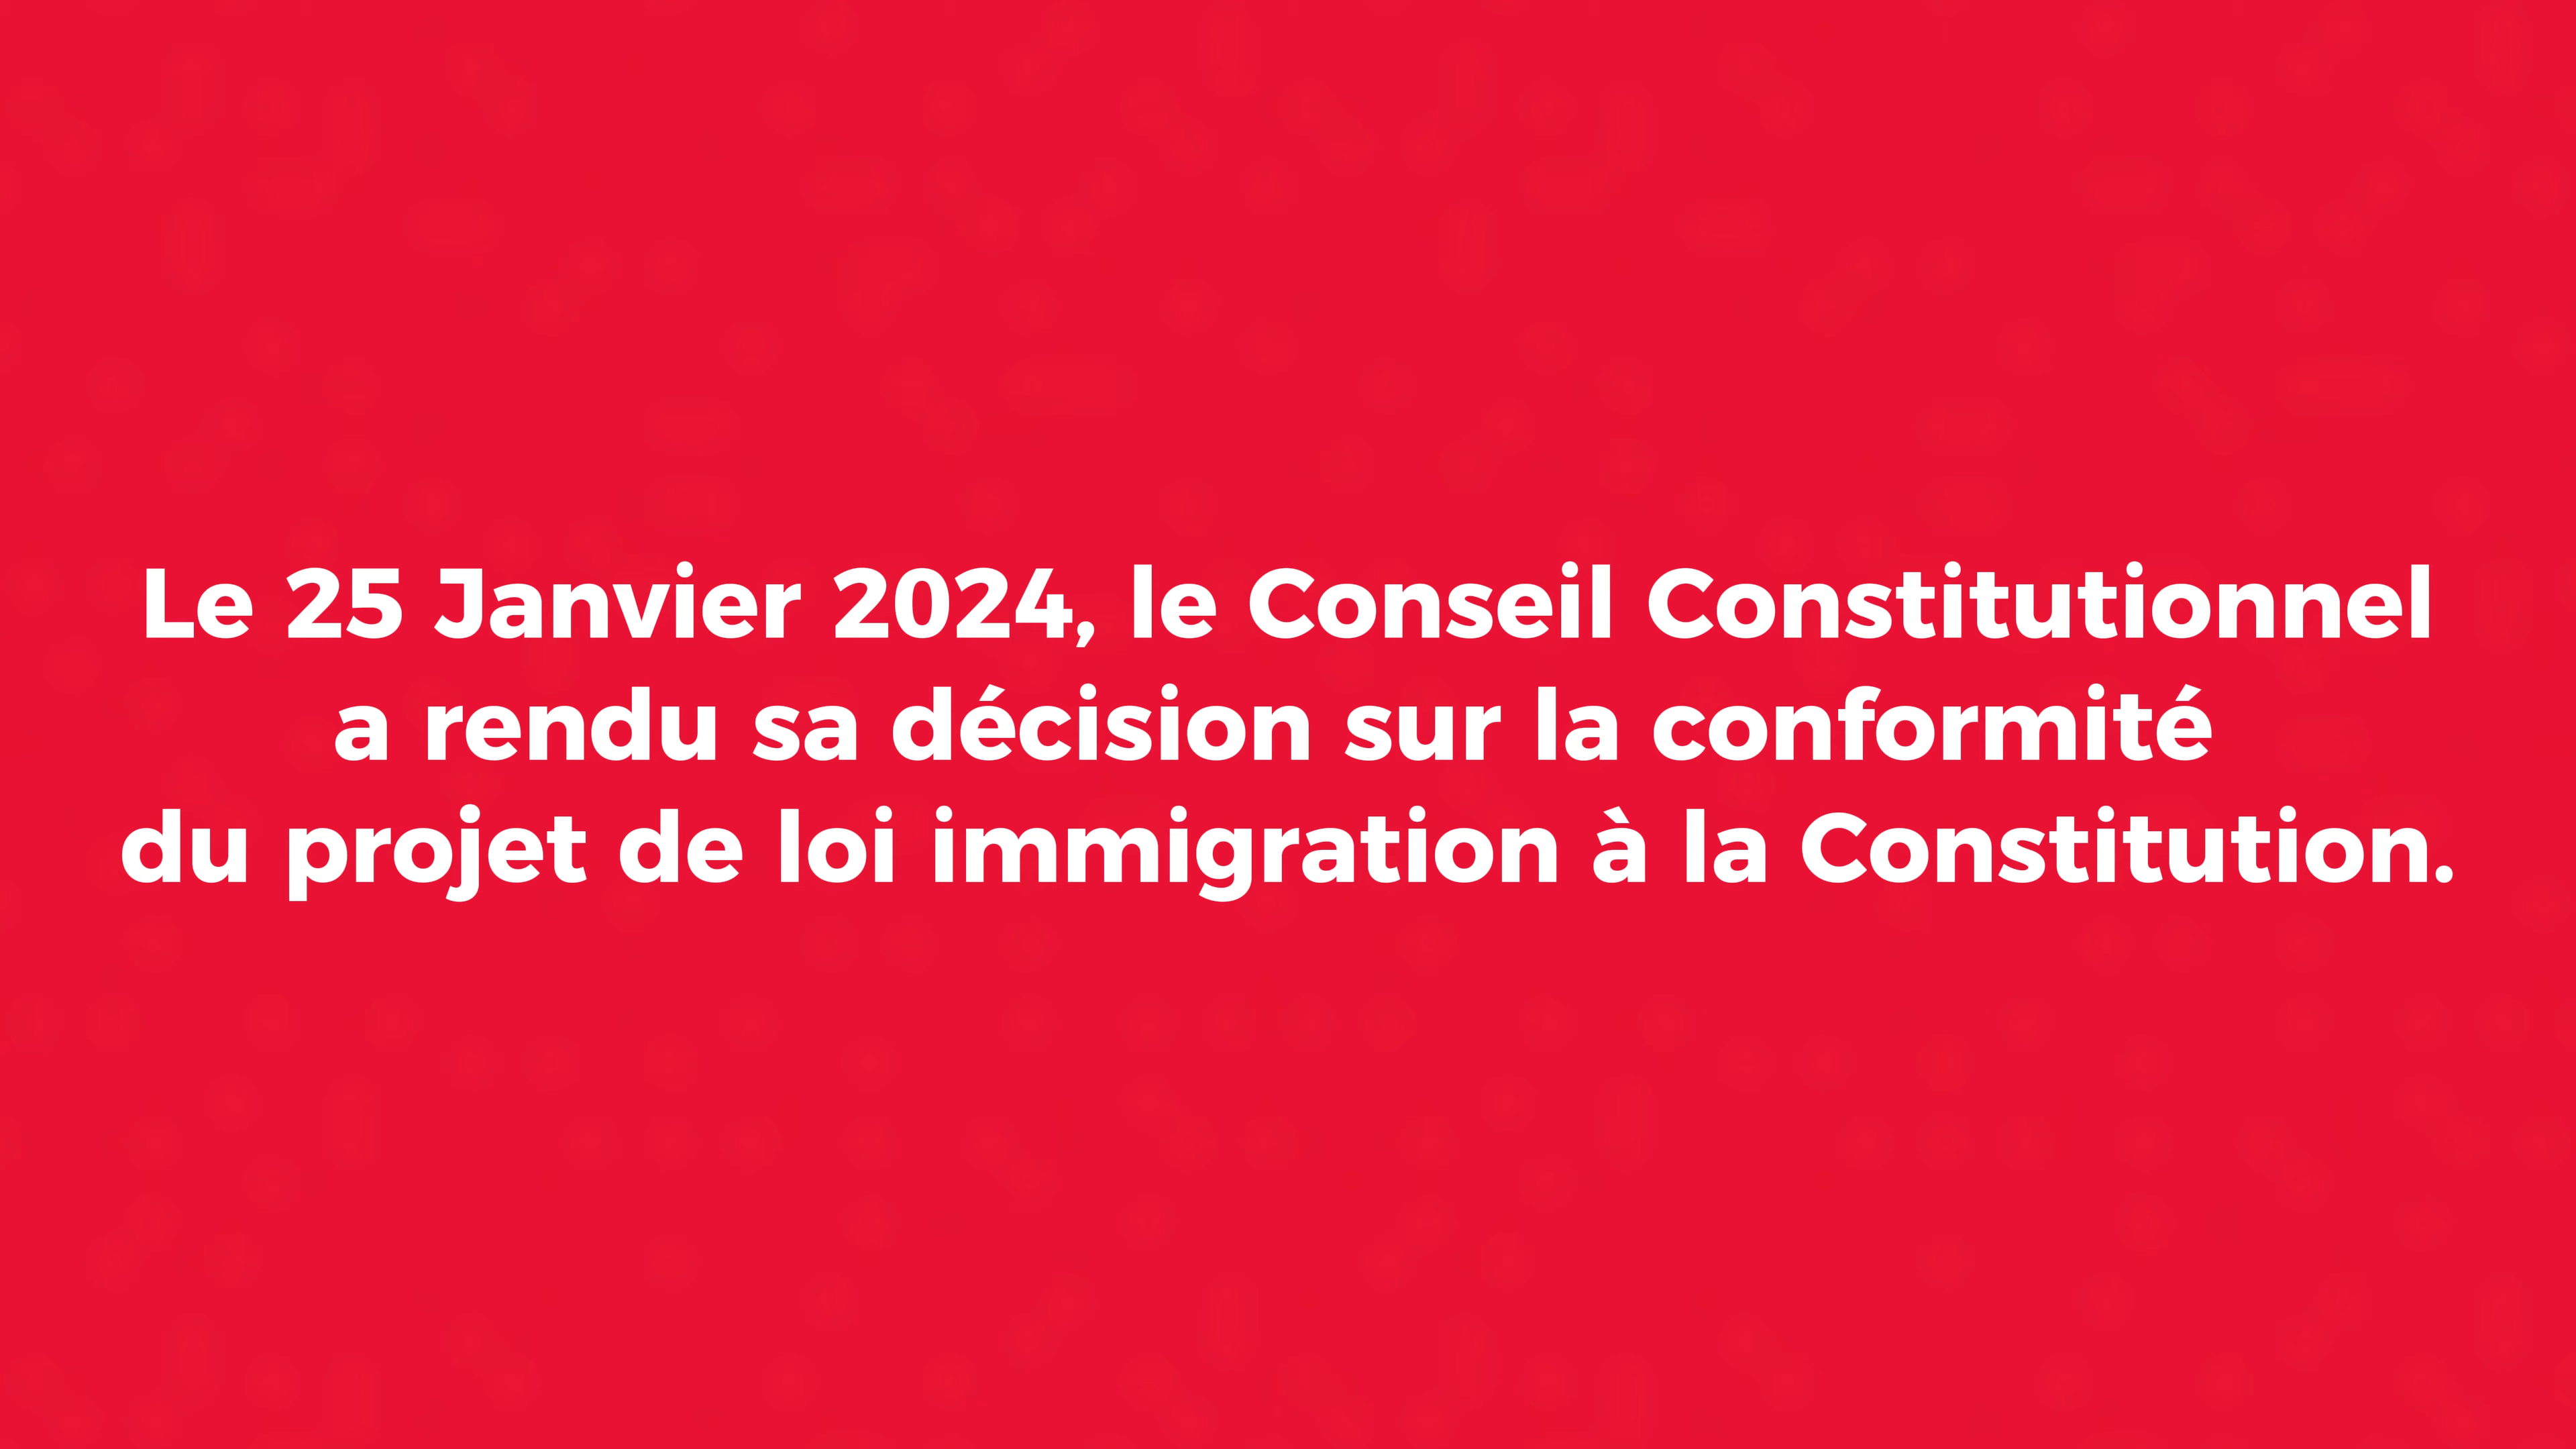 Le 25 Janvier 2024, le Conseil Constitutionnel
a rendu sa décision sur la conformité
du projet de loi immigration à la Constitution.